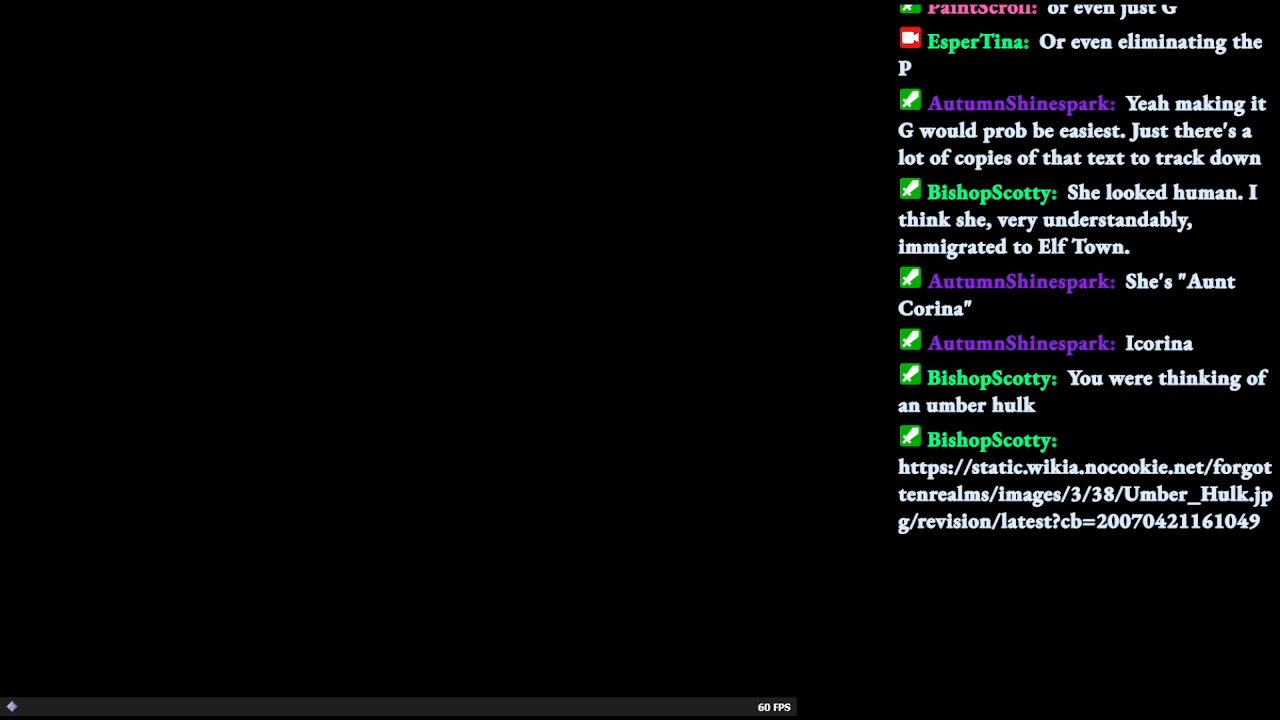 PaintScroll: or even just G
EsperTina: Or even eliminating the
P
AutumnShinespark: Yeah making it
G would prob be easiest. Just there's a
lot of copies of that text to track down
BishopScotty: She looked human. I
think she, very understandably,
immigrated to Elf Town.
AutumnShinespark: She's "Aunt
Corina"
AutumnShinespark: Icorina
BishopScotty: You were thinking of
an umber hulk
BishopScotty:
https://static.wikia.nocookie.net/forgot
tenrealms/images/3/38/Umber_Hulk.jp
g/revision/latest?cb=20070421161049
60 FPS